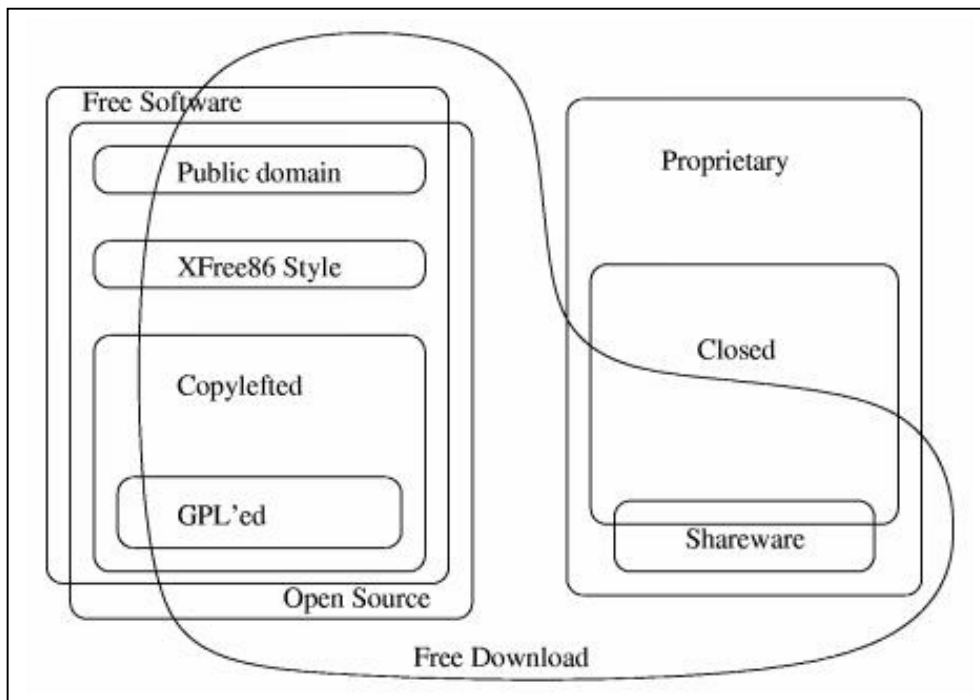 Free Software
Public domain
Proprietary
XFree86 Style
Closed
Copylefted
GPL'ed
Shareware
Open Source
Free Download